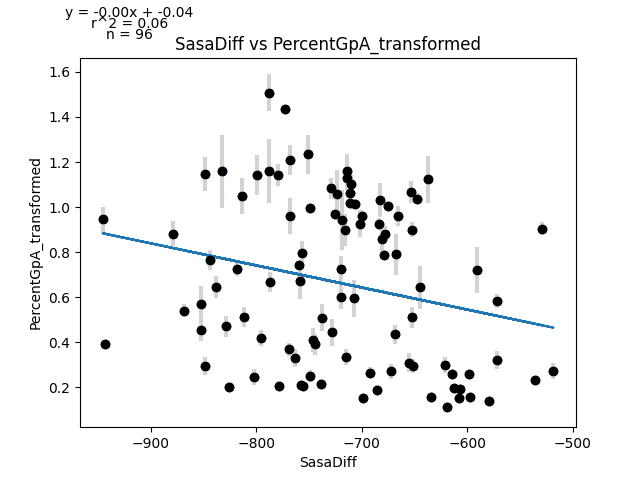 y = -0.00x + -0.04
r^2 = 0.06
n = 96
SasaDiff vs PercentGpA_transformed
1.6
1.4
1.2
1.0
0.8
0.6
0.4
0.2
PercentGpA_transformed
−900
−800
−700
−600
−500
SasaDiff